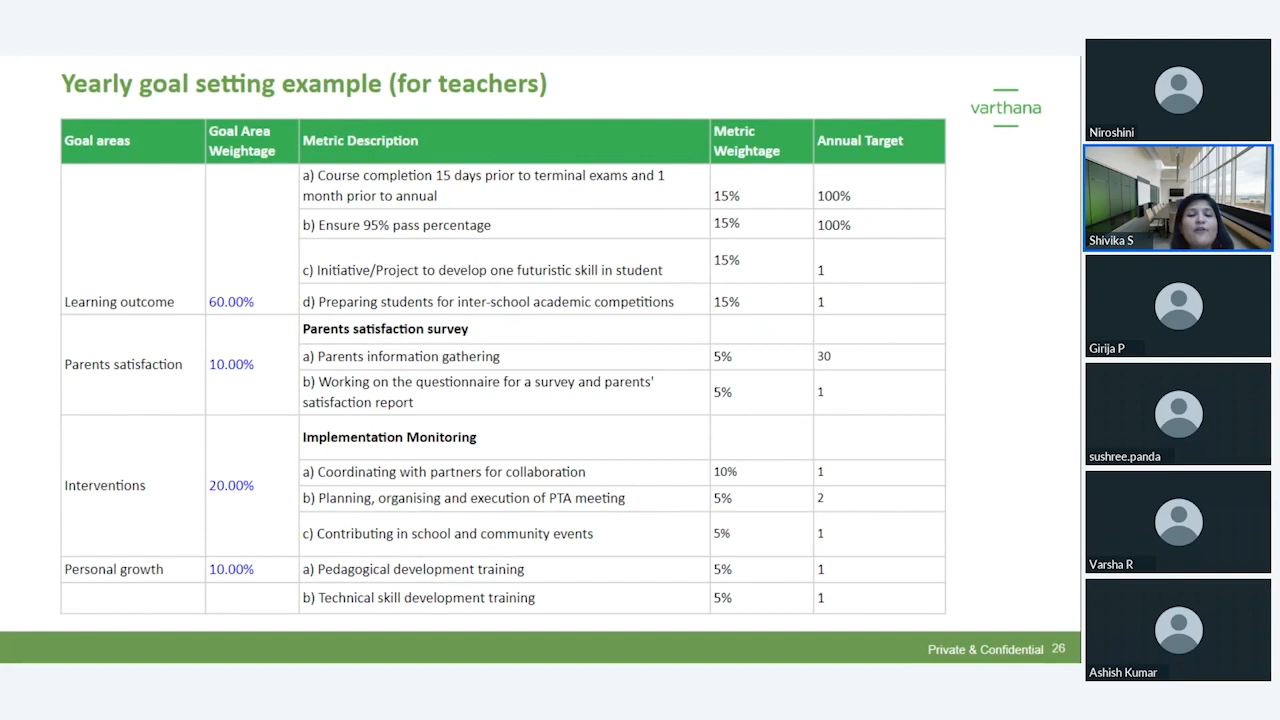 Yearly goal setting example (for teachers)
varthana
Goal areas
Goal Area
Weightage
Metric Description
Metric
Weightage
Annual Target
a) Course completion 15 days prior to terminal exams and 1
month prior to annual
15%
100%
b) Ensure 95% pass percentage
15%
100%
c) Initiative/Project to develop one futuristic skill in student
15%
1
Learning outcome
60.00%
d) Preparing students for inter-school academic competitions
15%
1
Parents satisfaction survey
Parents satisfaction
10.00%
a) Parents information gathering
5%
30
b) Working on the questionnaire for a survey and parents'
satisfaction report
5%
1
Implementation Monitoring
Interventions
20.00%
a) Coordinating with partners for collaboration
10%
1
b) Planning, organising and execution of PTA meeting
5%
2
c) Contributing in school and community events
5%
1
Personal growth
10.00%
a) Pedagogical development training
5%
1
b) Technical skill development training
5%
1
Private & Confidential 26
Niroshini
Shivika S
Girija P
sushree.panda
Varsha R
Ashish Kumar